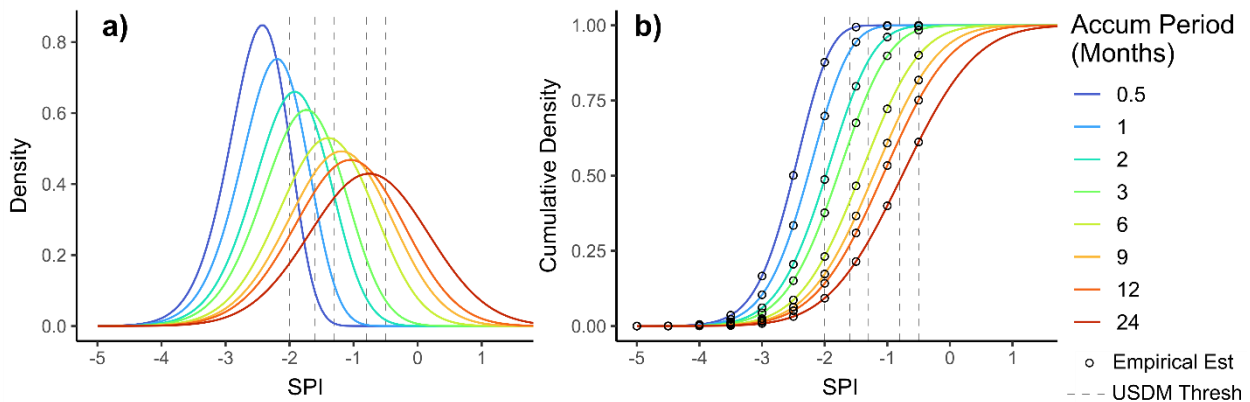 a)
0.8
0.6
0.4
0.2
0.0
Density
-5 -4 -3 -2 -1 0 1
SPI
b)
1.00
0.75
0.50
0.25
0.00
Cumulative Density
-5 -4 -3 -2 -1 0 1
SPI
Accum Period
(Months)
0.5
1
2
3
6
9
12
24
Empirical Est
USDM Thresh